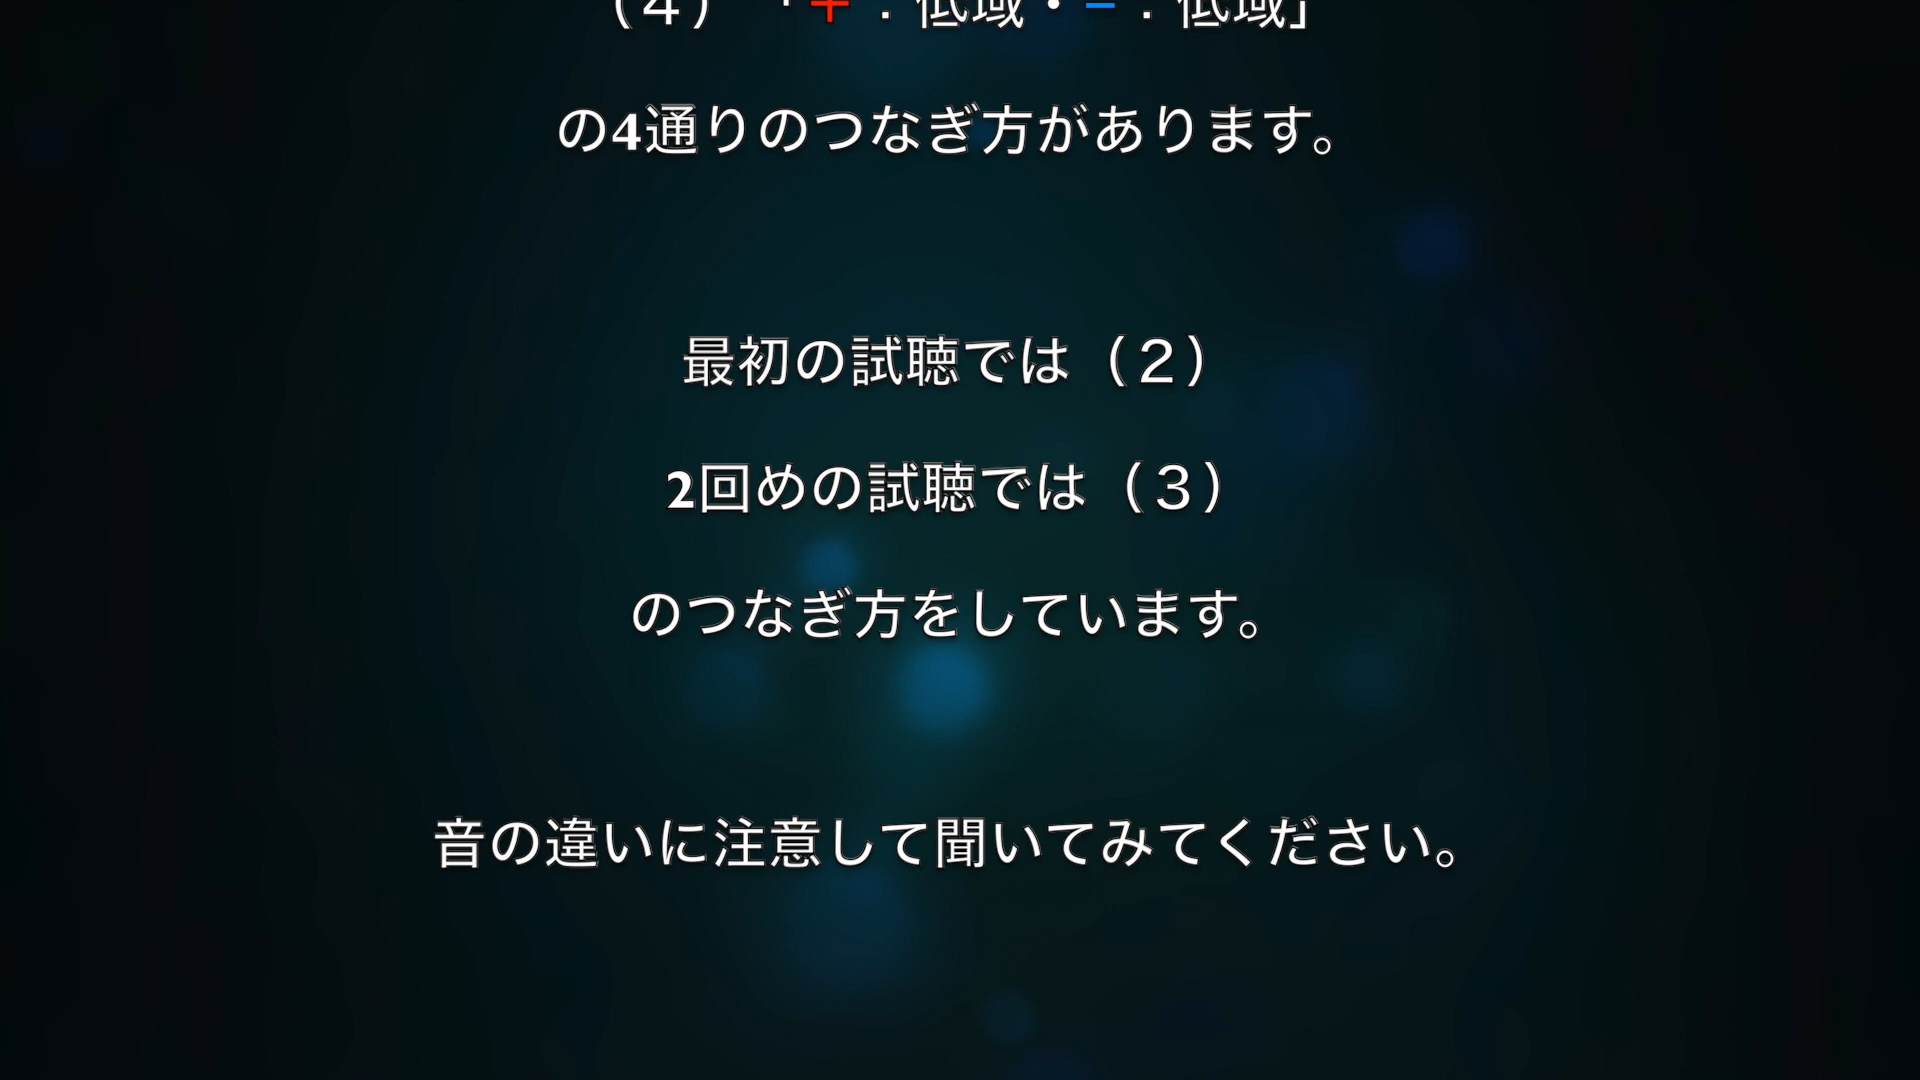 （４）「＋：低域・－：低域」
の4通りのつなぎ方があります。
最初の試聴では（２）
2回めの試聴では（３）
のつなぎ方をしています。
音の違いに注意して聞いてみてください。